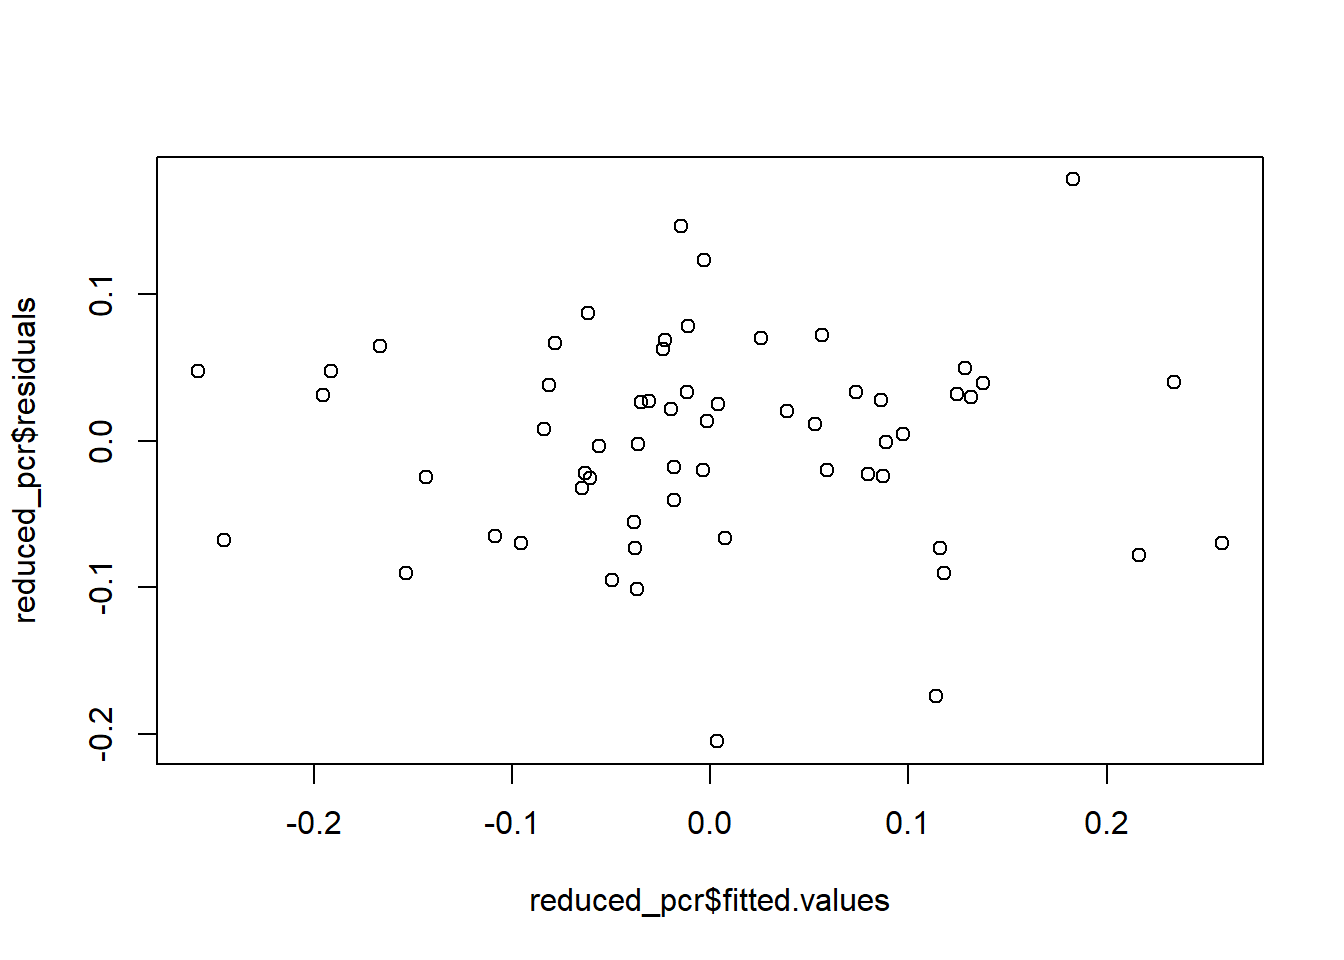 reduced_pcr$residuals
0.1
0.0
-0.1
-0.2
-0.2 -0.1 0.0 0.1 0.2
reduced_pcr$fitted.values